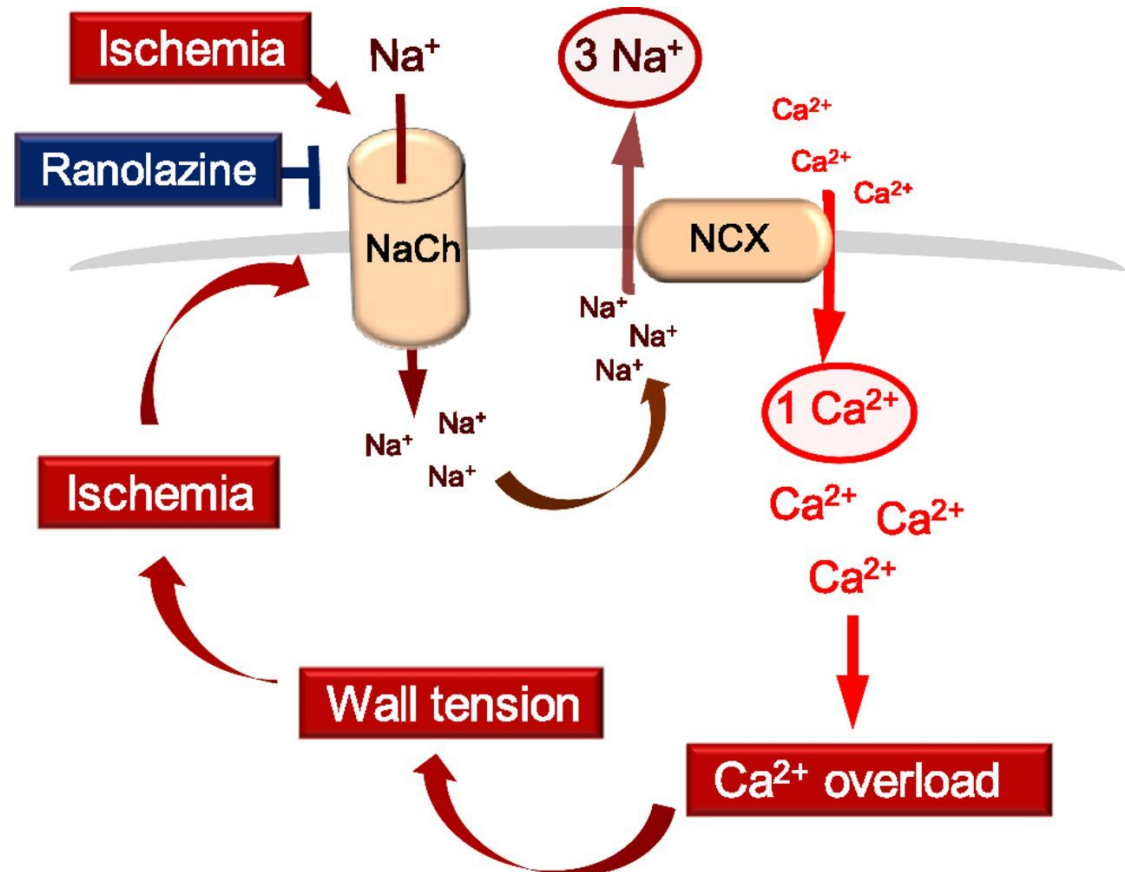 Ischemia
Na⁺
3 Na⁺
Ca²⁺
Ca²⁺
Ca²⁺
Ranolazine
NaCh
NCX
Na⁺
Na⁺
Na⁺
1 Ca²⁺
Na⁺
Na⁺
Na⁺
Ischemia
Ca²⁺
Ca²⁺
Ca²⁺
Wall tension
Ca²⁺ overload